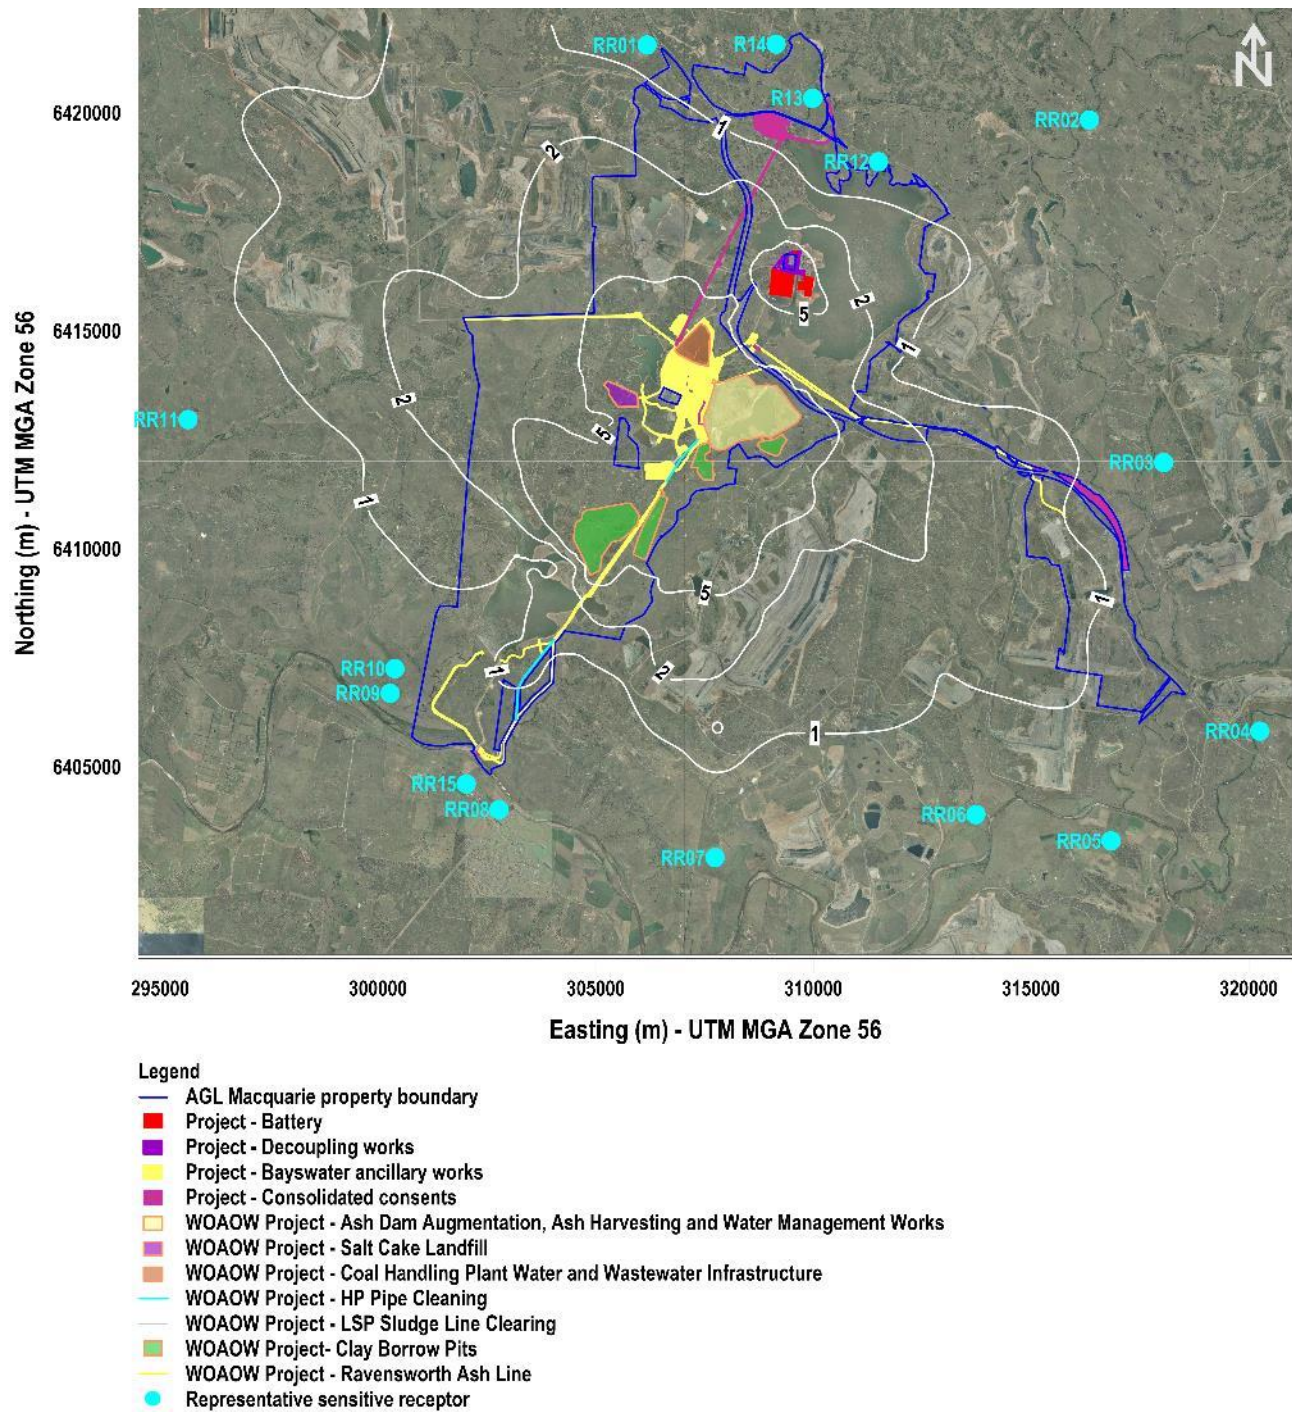 N
RR01
R14
6420000
R13
RR02
1
2
RR12
6415000
2
5
1
2
RR11
5
RR03
1
6410000
5
1
RR10
1
2
RR09
1
RR04
6405000
RR15
RR08
RR06
RR05
RR07
Northing (m) - UTM MGA Zone 56
295000 300000 305000 310000 315000 320000
Easting (m) - UTM MGA Zone 56
Legend
AGL Macquarie property boundary
Project - Battery
Project - Decoupling works
Project - Bayswater ancillary works
Project - Consolidated consents
WOAOW Project - Ash Dam Augmentation, Ash Harvesting and Water Management Works
WOAOW Project - Salt Cake Landfill
WOAOW Project - Coal Handling Plant Water and Wastewater Infrastructure
WOAOW Project - HP Pipe Cleaning
WOAOW Project - LSP Sludge Line Clearing
WOAOW Project- Clay Borrow Pits
WOAOW Project - Ravensworth Ash Line
Representative sensitive receptor